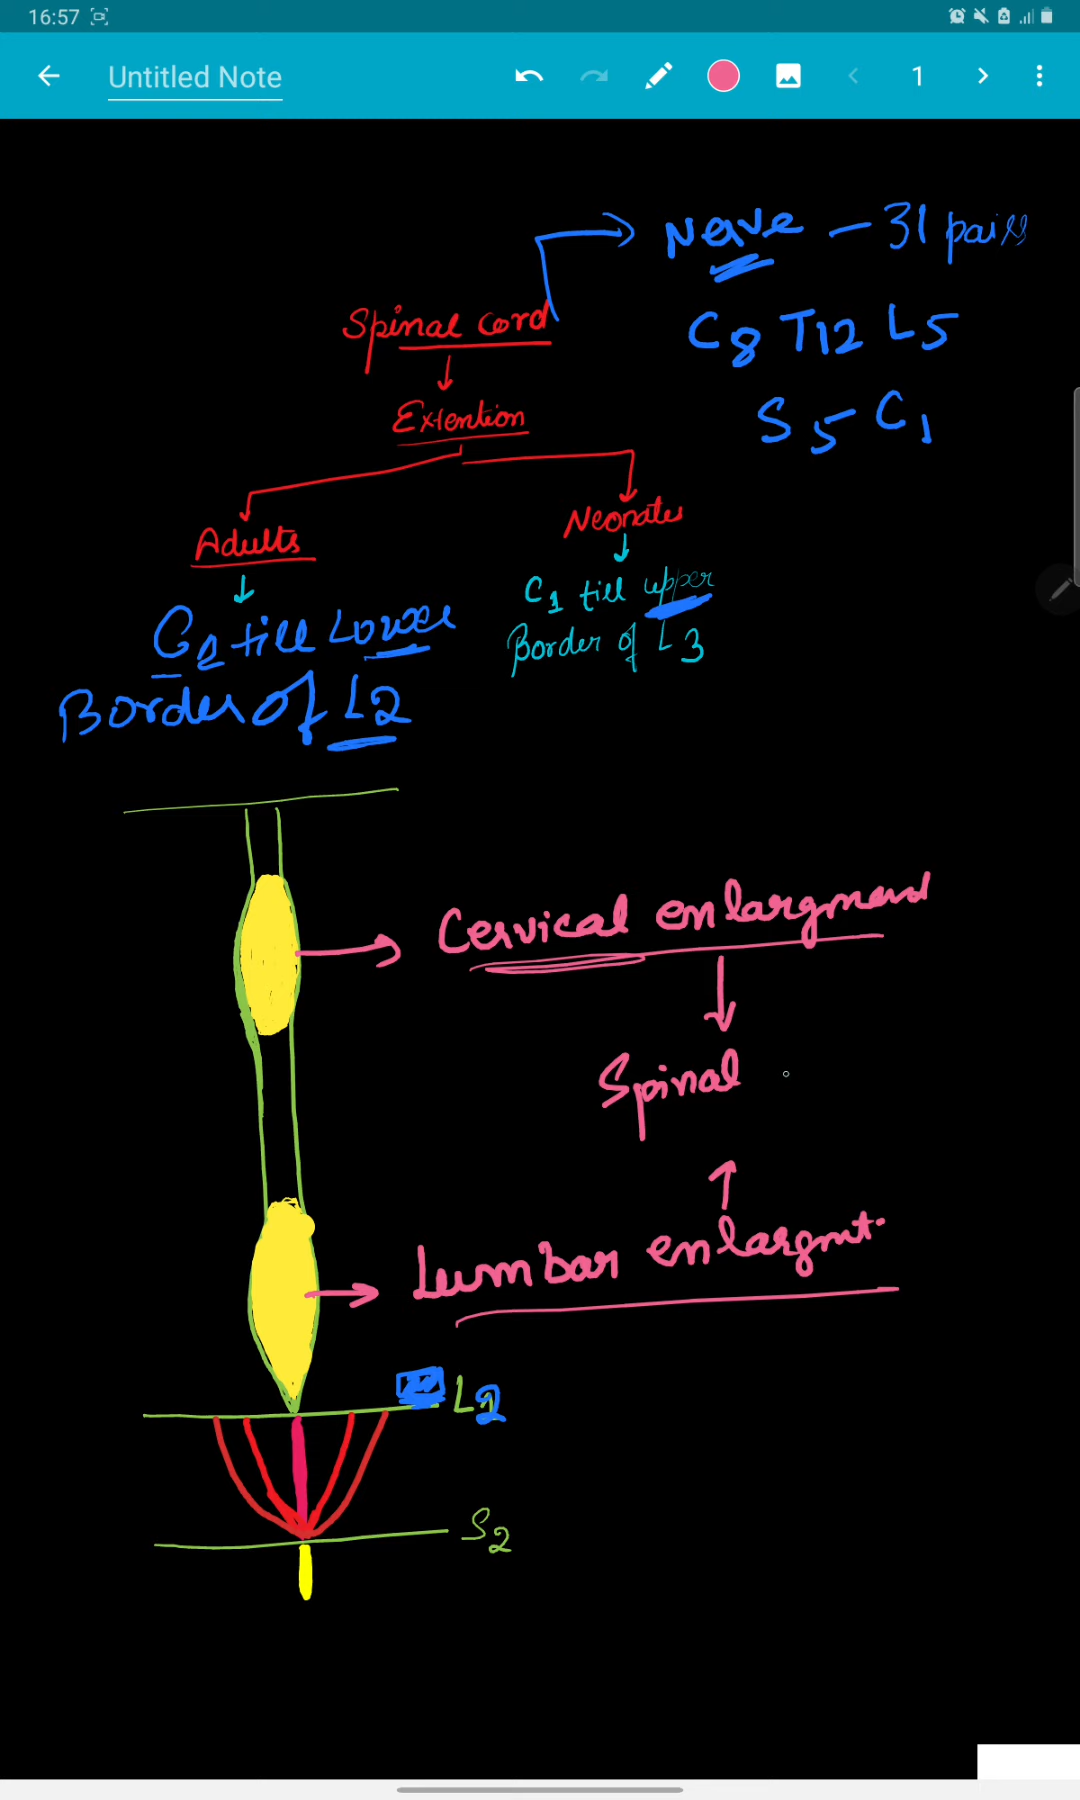 16:57
Untitled Note
1
Nerve - 31 pairs
Spinal cord
C8 T12 L5
S5 C1
Extention
Adults
Neonates
C1 till upper
Border of L3
till Lower
Border of L2
Cervical enlargment
Spinal
Lumbar enlargmt.
L2
S2